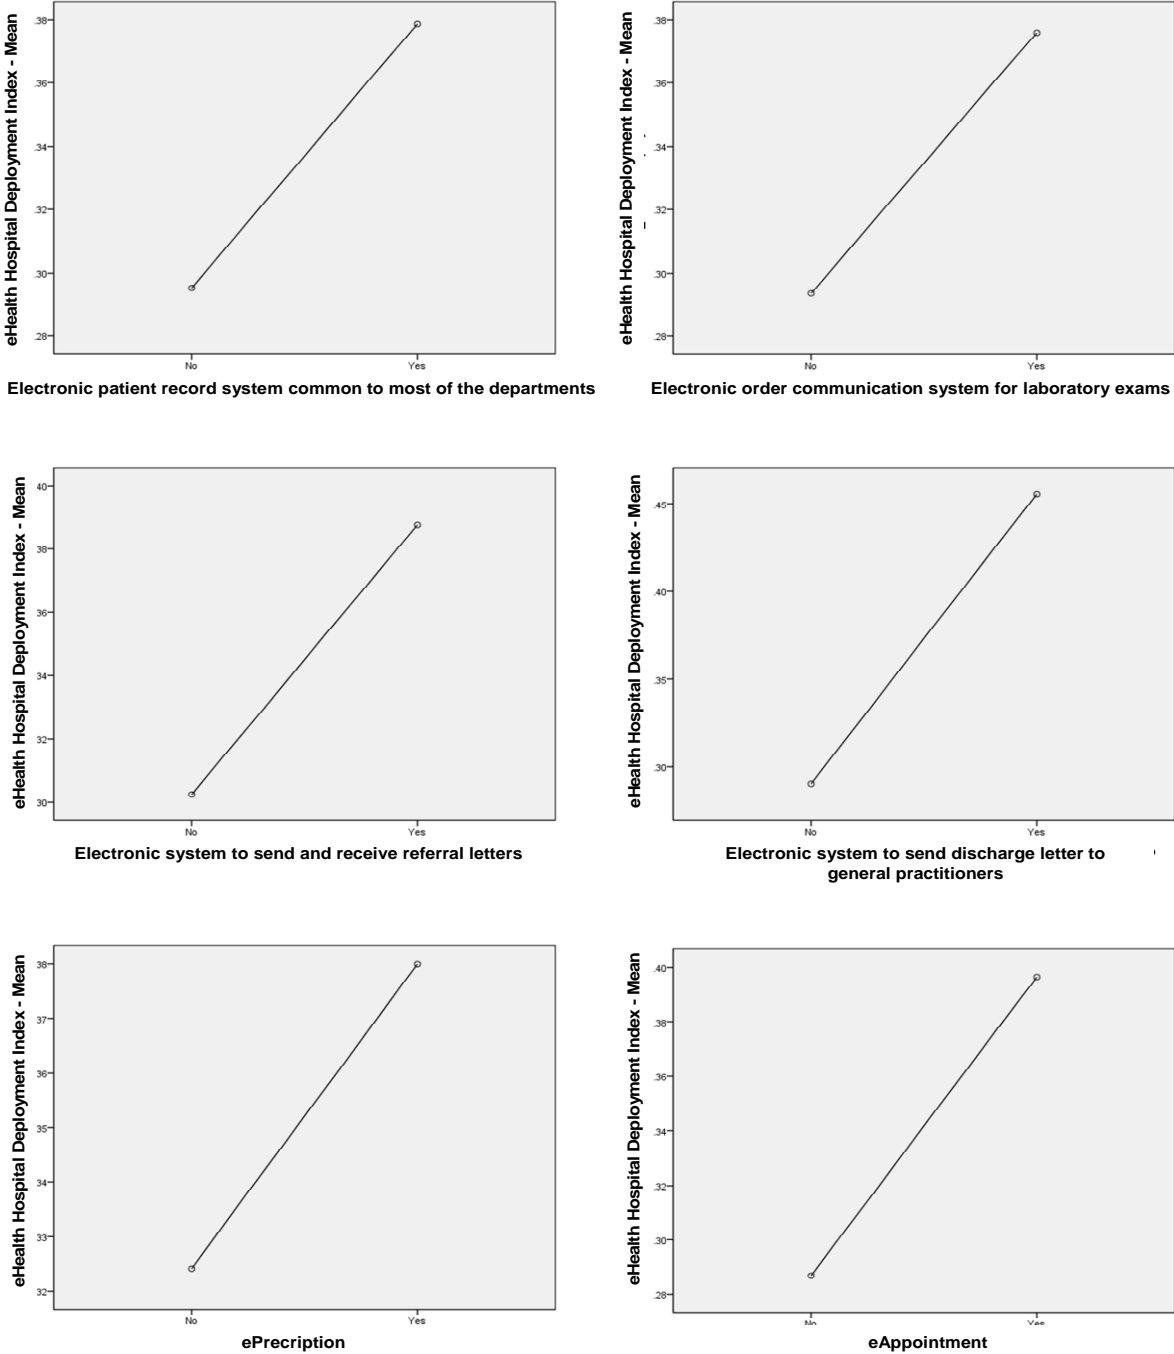 eHealth Hospital Deployment Index - Mean
.38
.36
.34
.32
.30
.28
No
Yes
Electronic patient record system common to most of the departments
eHealth Hospital Deployment Index - Mean
.38
.36
.34
.32
.30
.28
No
Yes
Electronic order communication system for laboratory exams
eHealth Hospital Deployment Index - Mean
40
38
36
34
32
30
No
Yes
Electronic system to send and receive referral letters
eHealth Hospital Deployment Index - Mean
.45
.40
.35
.30
No
Yes
Electronic system to send discharge letter to
general practitioners
eHealth Hospital Deployment Index - Mean
38
37
36
35
34
33
32
No
Yes
ePrecription
eHealth Hospital Deployment Index - Mean
.40
.38
.36
.34
.32
.30
.28
No
Yes
eAppointment